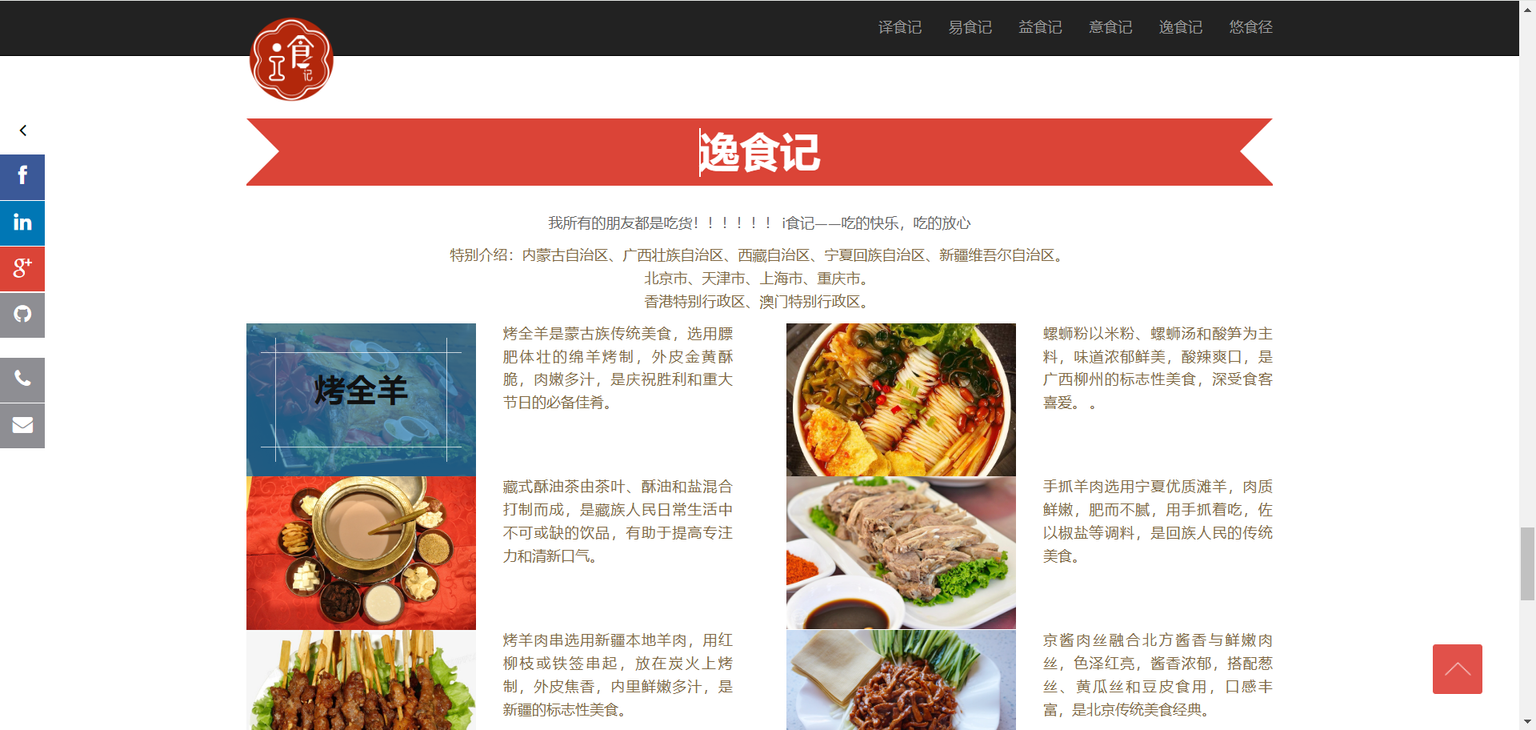 译食记 易食记 益食记 意食记 逸食记 悠食径
i食记
逸食记
我所有的朋友都是吃货！！！！！！ i食记——吃的快乐，吃的放心
特别介绍：内蒙古自治区、广西壮族自治区、西藏自治区、宁夏回族自治区、新疆维吾尔自治区。
北京市、天津市、上海市、重庆市。
香港特别行政区、澳门特别行政区。
f
in
g+
烤全羊
烤全羊是蒙古族传统美食，选用膘
肥体壮的绵羊烤制，外皮金黄酥
脆，肉嫩多汁，是庆祝胜利和重大
节日的必备佳肴。
螺蛳粉以米粉、螺蛳汤和酸笋为主
料，味道浓郁鲜美，酸辣爽口，是
广西柳州的标志性美食，深受食客
喜爱。 。
藏式酥油茶由茶叶、酥油和盐混合
打制而成，是藏族人民日常生活中
不可或缺的饮品，有助于提高专注
力和清新口气。
手抓羊肉选用宁夏优质滩羊，肉质
鲜嫩，肥而不腻，用手抓着吃，佐
以椒盐等调料，是回族人民的传统
美食。
烤羊肉串选用新疆本地羊肉，用红
柳枝或铁签串起，放在炭火上烤
制，外皮焦香，内里鲜嫩多汁，是
新疆的标志性美食。
京酱肉丝融合北方酱香与鲜嫩肉
丝，色泽红亮，酱香浓郁，搭配葱
丝、黄瓜丝和豆皮食用，口感丰
富，是北京传统美食经典。